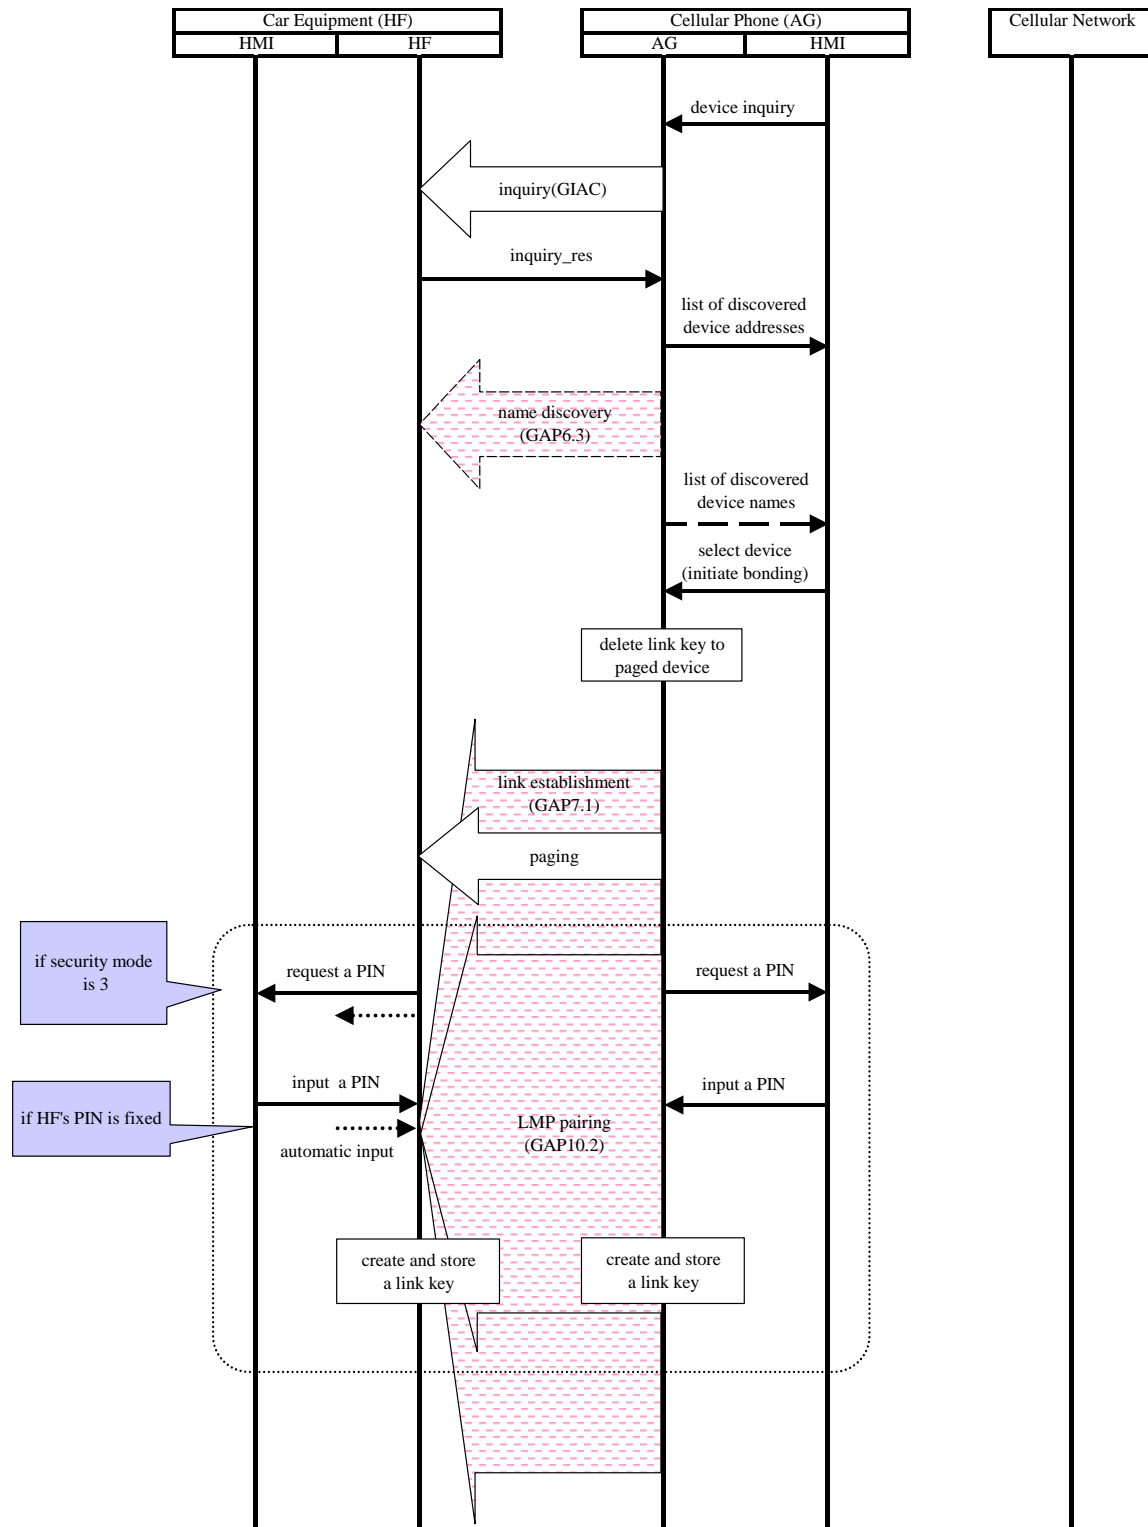 Car Equipment (HF)
Cellular Phone (AG)
Cellular Network
HMI
HF
AG
HMI
device inquiry
inquiry(GIAC)
inquiry_res
list of discovered
device addresses
name discovery
(GAP6.3)
list of discovered
device names
select device
(initiate bonding)
delete link key to
paged device
link establishment
(GAP7.1)
paging
if security mode
is 3
request a PIN
request a PIN
if HF's PIN is fixed
input a PIN
automatic input
input a PIN
LMP pairing
(GAP10.2)
create and store
a link key
create and store
a link key